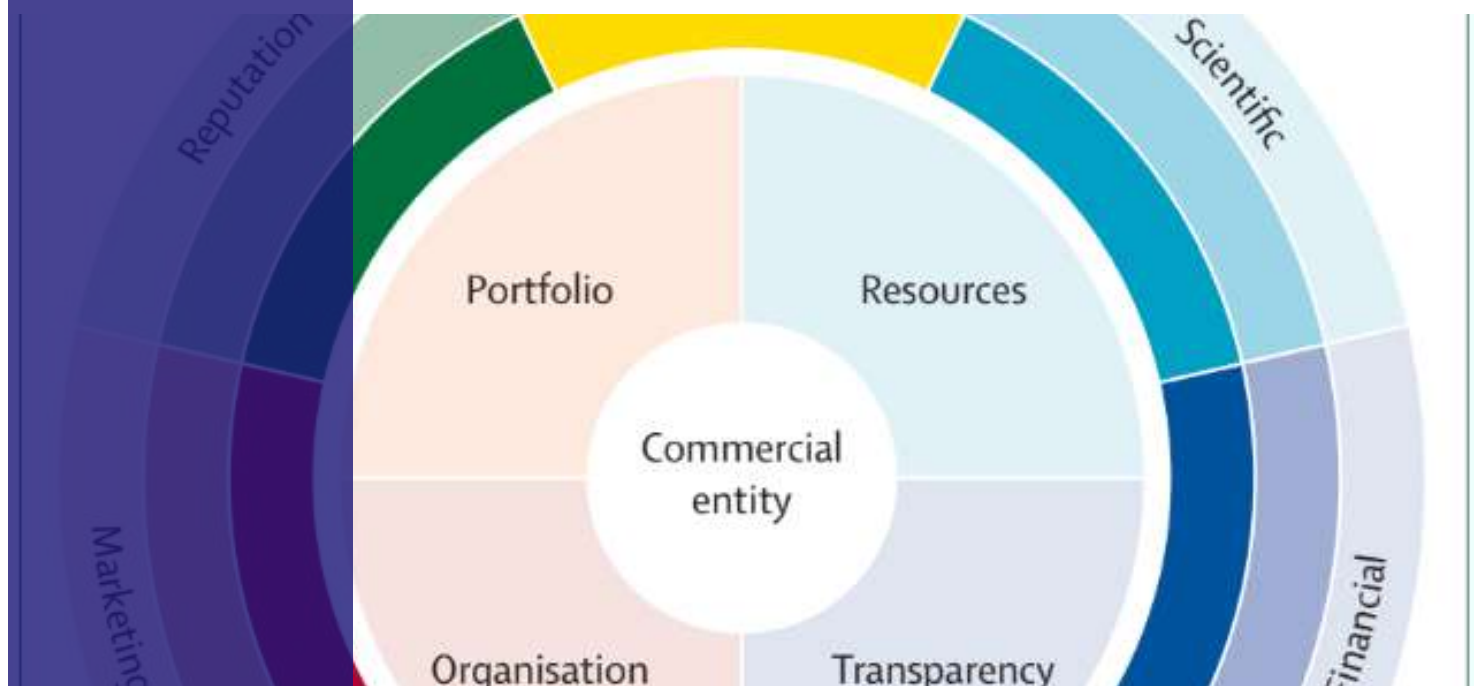 Reputation
Scientific
Portfolio
Resources
Commercial
entity
Marketing
Financial
Organisation
Transparency